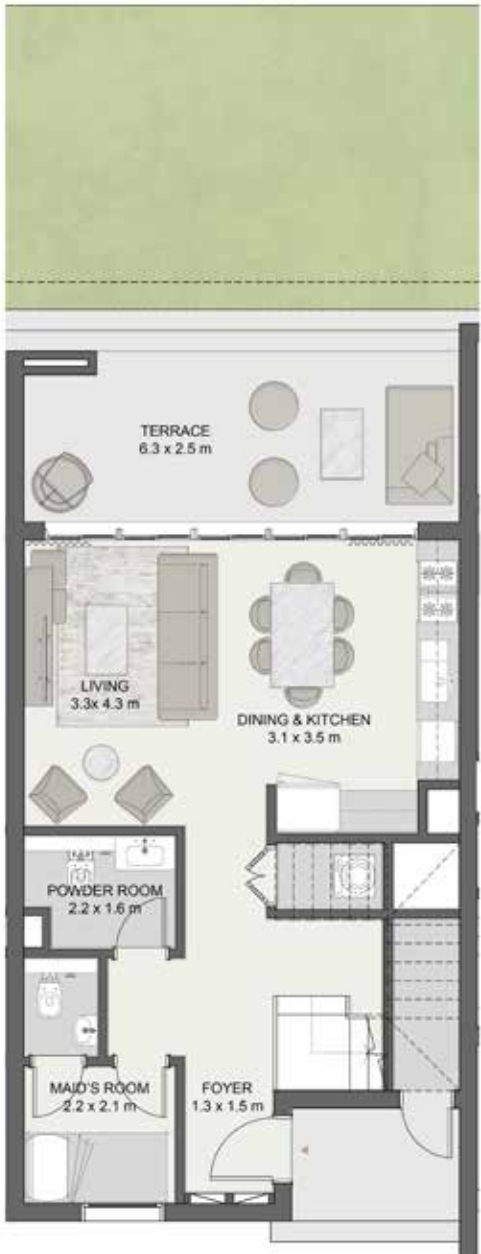 TERRACE
6.3 x 2.5 m
LIVING
3.3x 4.3 m
DINING & KITCHEN
3.1 x 3.5 m
POWDER ROOM
2.2 x 1.6 m
MAID'S ROOM
2.2 x 2.1 m
FOYER
1.3 x 1.5 m